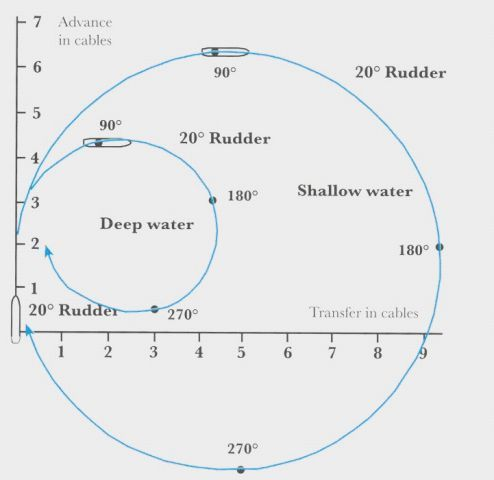 7 Advance
in cables
6
90°
20° Rudder
5
90°
4
20° Rudder
3
180°
Shallow water
Deep water
2
180°
1
20° Rudder
270°
Transfer in cables
1 2 3 4 5 6 7 8 9
270°